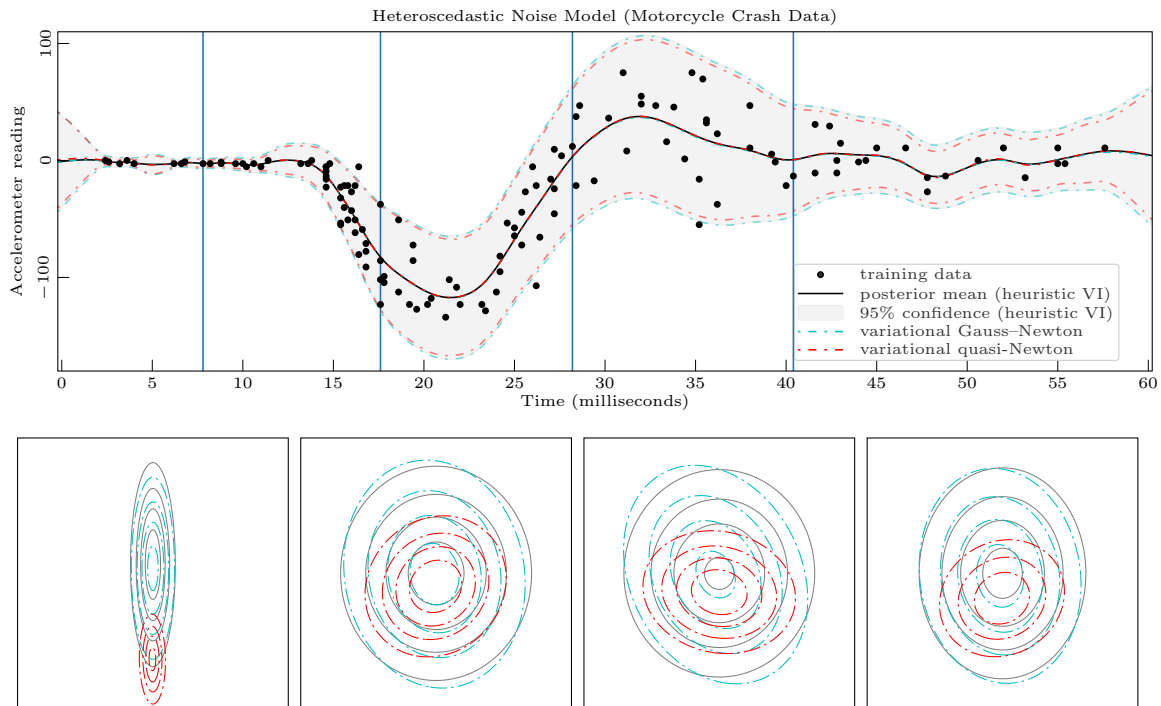 Heteroscedastic Noise Model (Motorcycle Crash Data)
Accelerometer reading
100
0
−100
training data
posterior mean (heuristic VI)
95% confidence (heuristic VI)
variational Gauss–Newton
variational quasi-Newton
0 5 10 15 20 25 30 35 40 45 50 52 60
Time (milliseconds)